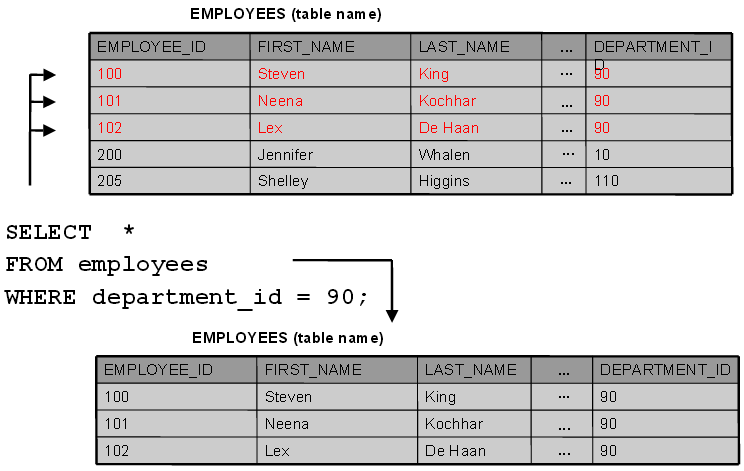 EMPLOYEES (table name)
EMPLOYEE_ID FIRST_NAME LAST_NAME ... DEPARTMENT_ID
100 Steven King ... 90
101 Neena Kochhar ... 90
102 Lex De Haan ... 90
200 Jennifer Whalen ... 10
205 Shelley Higgins ... 110
SELECT *
FROM employees
WHERE department_id = 90;
EMPLOYEES (table name)
EMPLOYEE_ID FIRST_NAME LAST_NAME ... DEPARTMENT_ID
100 Steven King ... 90
101 Neena Kochhar ... 90
102 Lex De Haan ... 90